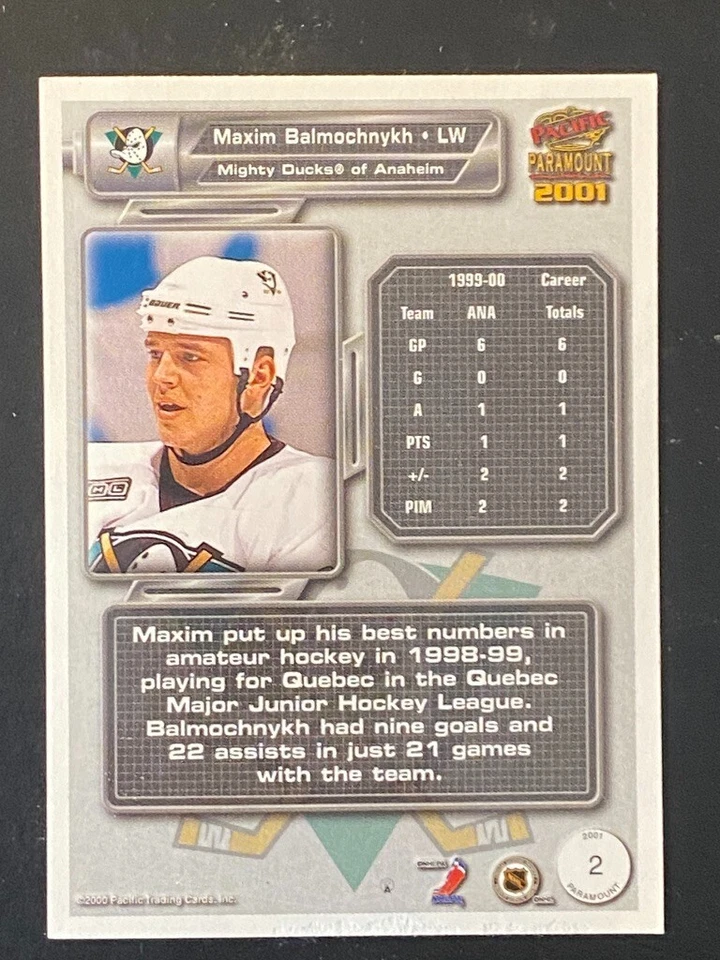 Maxim Balmochnykh • LW
Mighty Ducks® of Anaheim
PACIFIC
PARAMOUNT
2001
BAUER
1999-00 Career
Team ANA Totals
GP 6 6
G 0 0
A 1 1
PTS 1 1
+/- 2 2
PIM 2 2
Maxim put up his best numbers in
amateur hockey in 1998-99,
playing for Quebec in the Quebec
Major Junior Hockey League.
Balmochnykh had nine goals and
22 assists in just 21 games
with the team.
©2000 Pacific Trading Cards, Inc.
2001
2
PARAMOUNT